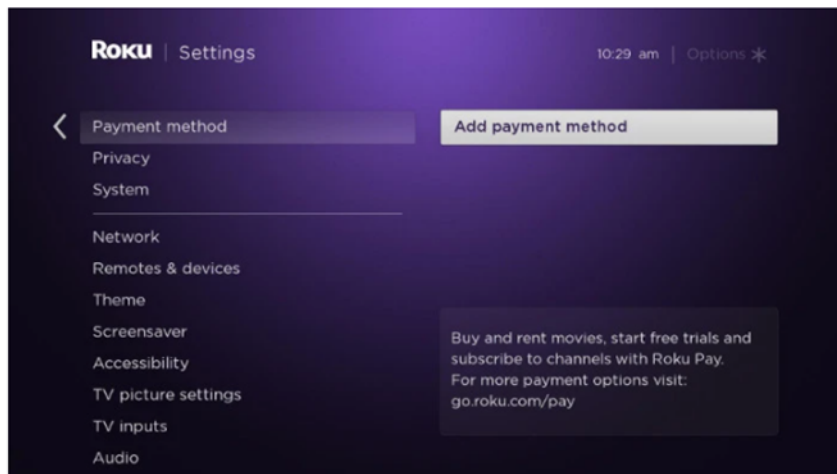 Roku | Settings
10:29 am | Options
Payment method
Privacy
System
Network
Remotes & devices
Theme
Screensaver
Accessibility
TV picture settings
TV inputs
Audio
Add payment method
Buy and rent movies, start free trials and
subscribe to channels with Roku Pay.
For more payment options visit:
go.roku.com/pay